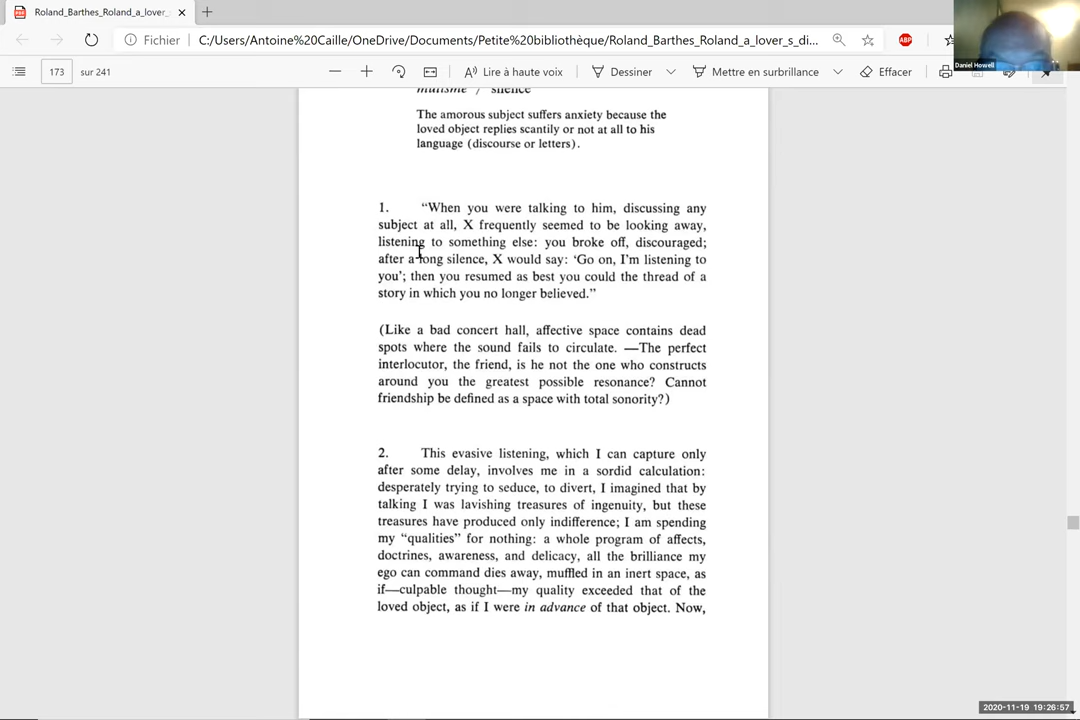 Roland_Barthes_Roland_a_lover_
Fichier C:/Users/Antoine%20Caille/OneDrive/Documents/Petite%20bibliothèque/Roland_Barthes_Roland_a_lover_s_di... ABP
Daniel Howell
173 sur 241 Lire à haute voix Dessiner Mettre en surbrillance Effacer
mutisme / silence
The amorous subject suffers anxiety because the
loved object replies scantily or not at all to his
language (discourse or letters).
1. “When you were talking to him, discussing any
subject at all, X frequently seemed to be looking away,
listening to something else: you broke off, discouraged;
after a long silence, X would say: ‘Go on, I’m listening to
you’; then you resumed as best you could the thread of a
story in which you no longer believed.”
(Like a bad concert hall, affective space contains dead
spots where the sound fails to circulate. —The perfect
interlocutor, the friend, is he not the one who constructs
around you the greatest possible resonance? Cannot
friendship be defined as a space with total sonority?)
2. This evasive listening, which I can capture only
after some delay, involves me in a sordid calculation:
desperately trying to seduce, to divert, I imagined that by
talking I was lavishing treasures of ingenuity, but these
treasures have produced only indifference; I am spending
my “qualities” for nothing: a whole program of affects,
doctrines, awareness, and delicacy, all the brilliance my
ego can command dies away, muffled in an inert space, as
if—culpable thought—my quality exceeded that of the
loved object, as if I were in advance of that object. Now,
2020-11-19 19:26:57